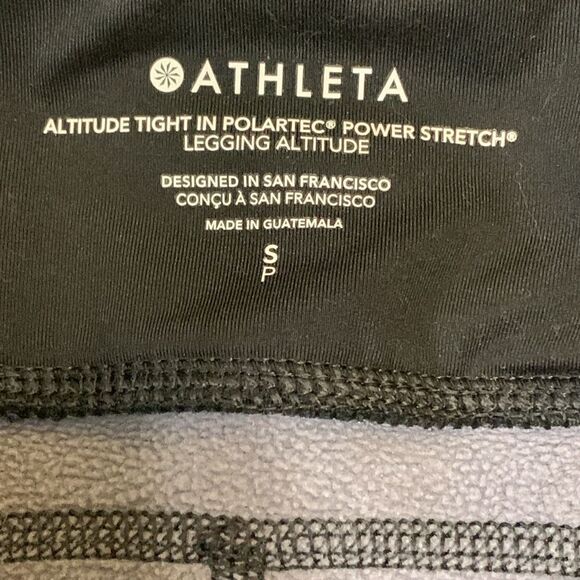 ATHLETA
ALTITUDE TIGHT IN POLARTEC® POWER STRETCH®
LEGGING ALTITUDE
DESIGNED IN SAN FRANCISCO
CONÇU À SAN FRANCISCO
MADE IN GUATEMALA
S
P